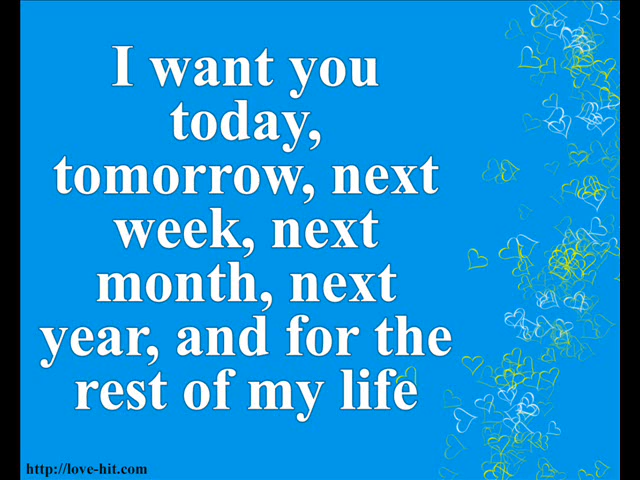 I want you
today,
tomorrow, next
week, next
month, next
year, and for the
rest of my life
http://love-hit.com